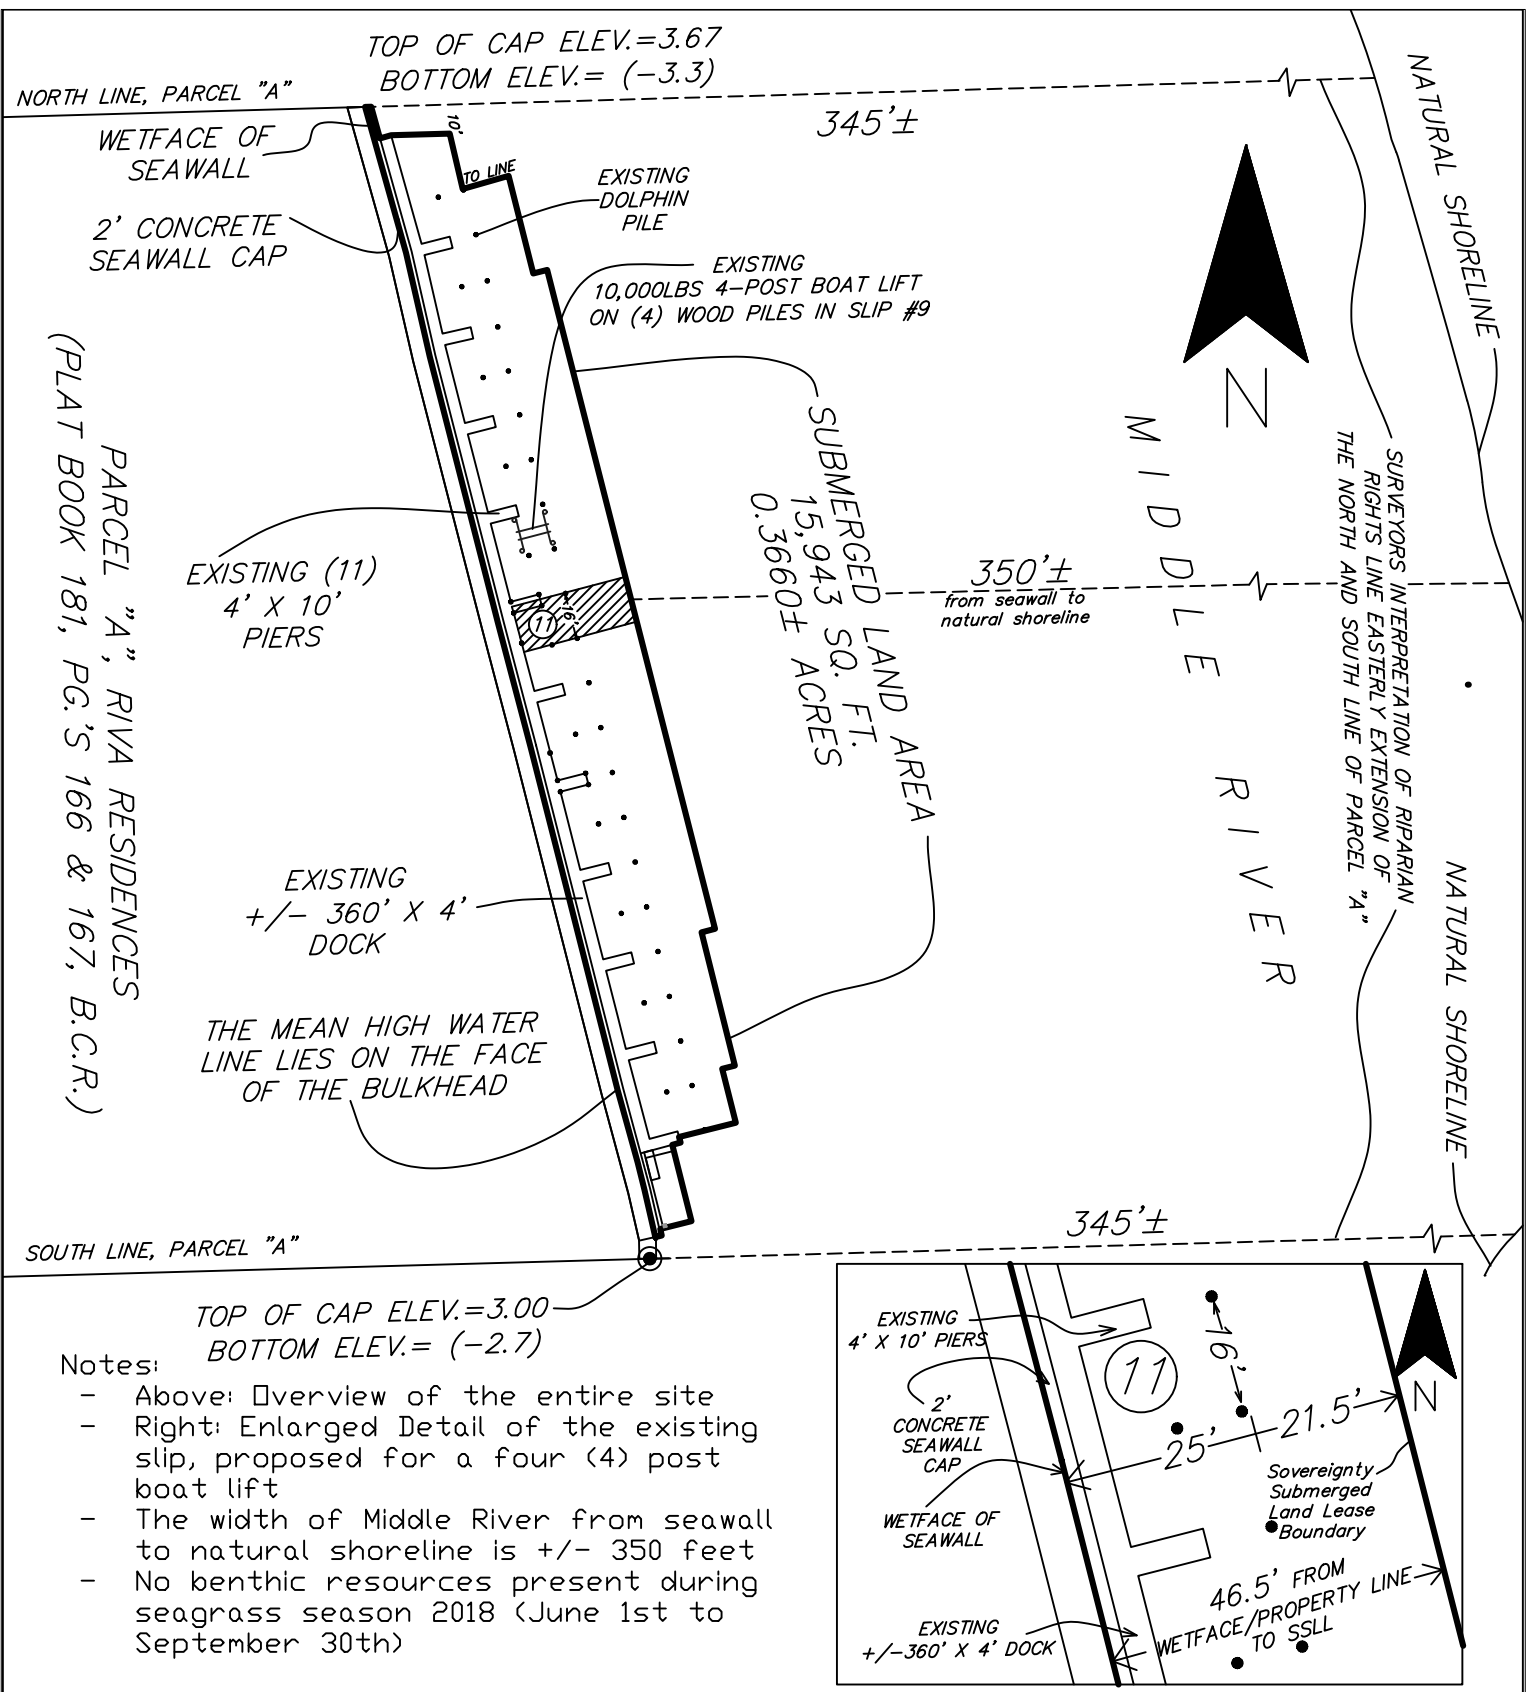 TOP OF CAP ELEV.=3.67
BOTTOM ELEV.= (-3.3)
NORTH LINE, PARCEL "A"
345'±
10'
TO LINE
WETFACE OF
SEAWALL
2' CONCRETE
SEAWALL CAP
EXISTING
DOLPHIN
PILE
EXISTING
10,000LBS 4-POST BOAT LIFT
ON (4) WOOD PILES IN SLIP #9
NATURAL SHORELINE
N
PARCEL "A", RIVA RESIDENCES
(PLAT BOOK 181, PG.'S 166 & 167, B.C.R.)
SUBMERGED LAND AREA
15,943 SQ. FT.
0.3660± ACRES
MIDDLE RIVER
SURVEYORS INTERPRETATION OF RIPARIAN
RIGHTS LINE EASTERLY EXTENSION OF
THE NORTH AND SOUTH LINE OF PARCEL "A"
EXISTING (11)
4' X 10'
PIERS
350'±
from seawall to
natural shoreline
11
16'
EXISTING
+/- 360' X 4'
DOCK
NATURAL SHORELINE
THE MEAN HIGH WATER
LINE LIES ON THE FACE
OF THE BULKHEAD
345'±
SOUTH LINE, PARCEL "A"
TOP OF CAP ELEV.=3.00
BOTTOM ELEV.= (-2.7)
Notes:
- Above: Overview of the entire site
- Right: Enlarged Detail of the existing
slip, proposed for a four (4) post
boat lift
- The width of Middle River from seawall
to natural shoreline is +/- 350 feet
- No benthic resources present during
seagrass season 2018 (June 1st to
September 30th)
EXISTING
4' X 10' PIERS
11
16'
N
2'
CONCRETE
SEAWALL
CAP
25'
21.5'
WETFACE OF
SEAWALL
Sovereignty
Submerged
Land Lease
Boundary
46.5' FROM
WETFACE/PROPERTY LINE
TO SSLL
EXISTING
+/-360' X 4' DOCK